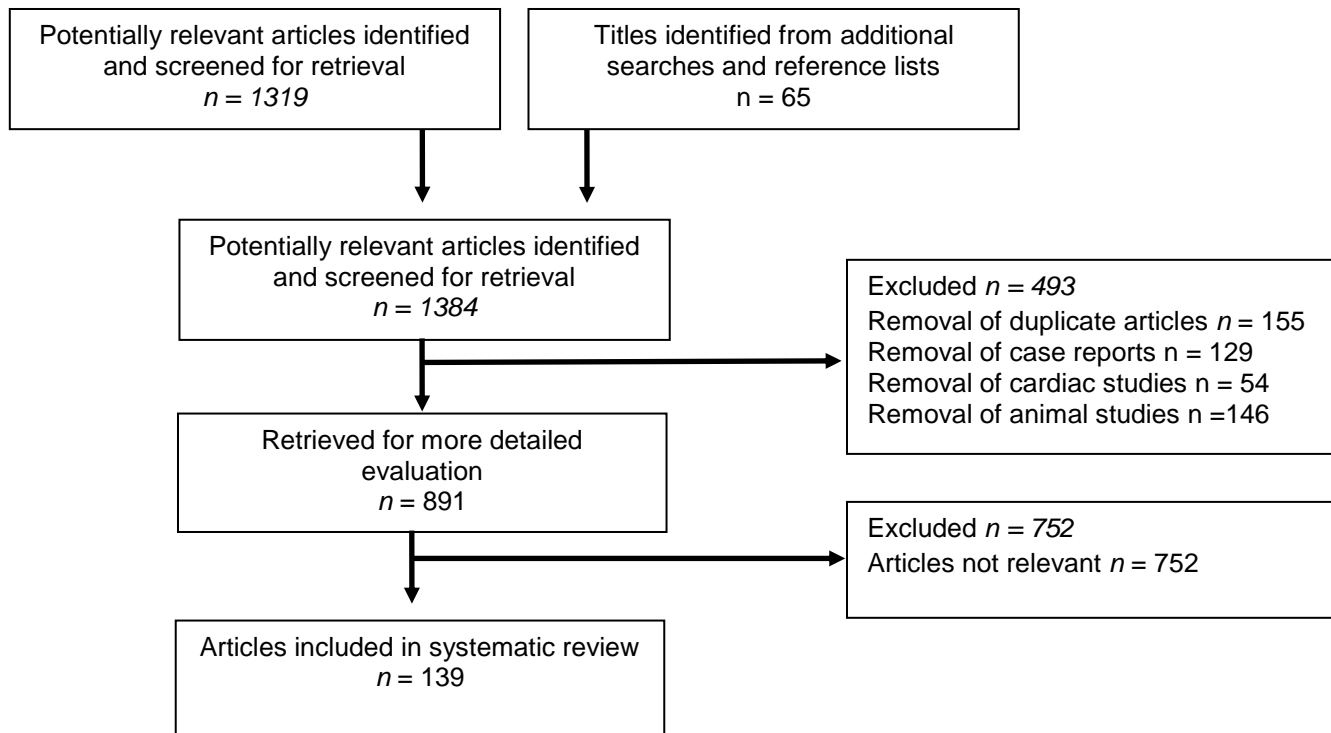 Potentially relevant articles identified
and screened for retrieval
n = 1319
Titles identified from additional
searches and reference lists
n = 65
Potentially relevant articles identified
and screened for retrieval
n = 1384
Excluded n = 493
Removal of duplicate articles n = 155
Removal of case reports n = 129
Removal of cardiac studies n = 54
Removal of animal studies n =146
Retrieved for more detailed
evaluation
n = 891
Excluded n = 752
Articles not relevant n = 752
Articles included in systematic review
n = 139